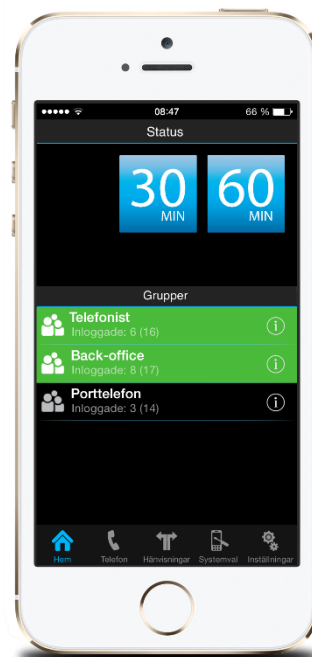 08:47
66 %
Status
30
MIN
60
MIN
Grupper
Telefonist
Inloggade: 6 (16)
Back-office
Inloggade: 8 (17)
Porttelefon
Inloggade: 3 (14)
Hem Telefon Hänvisningar Systemval Inställningar